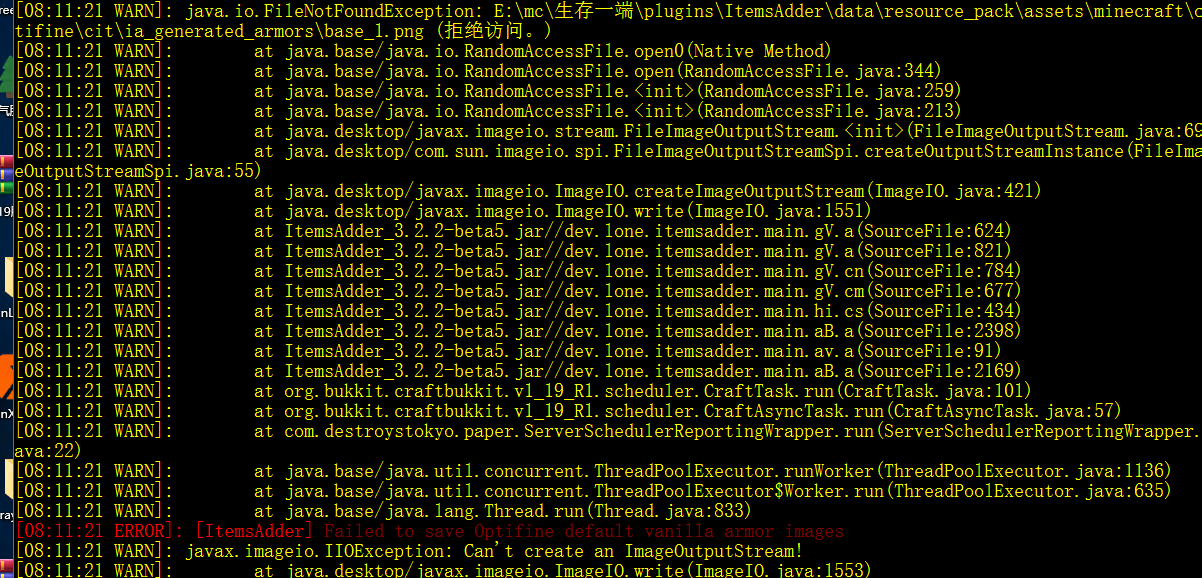 [08:11:21 WARN]: java.io.FileNotFoundException: E:\mc\生存一端\plugins\ItemsAdder\data\resource_pack\assets\minecraft\
tifine\cit\ia_generated_armors\base_1.png (拒绝访问。)
[08:11:21 WARN]: at java.base/java.io.RandomAccessFile.open0(Native Method)
[08:11:21 WARN]: at java.base/java.io.RandomAccessFile.open(RandomAccessFile.java:344)
[08:11:21 WARN]: at java.base/java.io.RandomAccessFile.<init>(RandomAccessFile.java:259)
[08:11:21 WARN]: at java.base/java.io.RandomAccessFile.<init>(RandomAccessFile.java:213)
[08:11:21 WARN]: at java.desktop/javax.imageio.stream.FileImageOutputStream.<init>(FileImageOutputStream.java:69
[08:11:21 WARN]: at java.desktop/com.sun.imageio.spi.FileImageOutputStreamSpi.createOutputStreamInstance(FileIma
eOutputStreamSpi.java:55)
[08:11:21 WARN]: at java.desktop/javax.imageio.ImageIO.createImageOutputStream(ImageIO.java:421)
[08:11:21 WARN]: at java.desktop/javax.imageio.ImageIO.write(ImageIO.java:1551)
[08:11:21 WARN]: at ItemsAdder_3.2.2-beta5.jar//dev.lone.itemsadder.main.gV.a(SourceFile:624)
[08:11:21 WARN]: at ItemsAdder_3.2.2-beta5.jar//dev.lone.itemsadder.main.gV.a(SourceFile:821)
[08:11:21 WARN]: at ItemsAdder_3.2.2-beta5.jar//dev.lone.itemsadder.main.gV.cn(SourceFile:784)
[08:11:21 WARN]: at ItemsAdder_3.2.2-beta5.jar//dev.lone.itemsadder.main.gV.cm(SourceFile:677)
[08:11:21 WARN]: at ItemsAdder_3.2.2-beta5.jar//dev.lone.itemsadder.main.hi.cs(SourceFile:434)
[08:11:21 WARN]: at ItemsAdder_3.2.2-beta5.jar//dev.lone.itemsadder.main.aB.a(SourceFile:2398)
[08:11:21 WARN]: at ItemsAdder_3.2.2-beta5.jar//dev.lone.itemsadder.main.av.a(SourceFile:91)
[08:11:21 WARN]: at ItemsAdder_3.2.2-beta5.jar//dev.lone.itemsadder.main.aB.a(SourceFile:2169)
[08:11:21 WARN]: at org.bukkit.craftbukkit.v1_19_R1.scheduler.CraftTask.run(CraftTask.java:101)
[08:11:21 WARN]: at org.bukkit.craftbukkit.v1_19_R1.scheduler.CraftAsyncTask.run(CraftAsyncTask.java:57)
[08:11:21 WARN]: at com.destroystokyo.paper.ServerSchedulerReportingWrapper.run(ServerSchedulerReportingWrapper.
ava:22)
[08:11:21 WARN]: at java.base/java.util.concurrent.ThreadPoolExecutor.runWorker(ThreadPoolExecutor.java:1136)
[08:11:21 WARN]: at java.base/java.util.concurrent.ThreadPoolExecutor$Worker.run(ThreadPoolExecutor.java:635)
[08:11:21 WARN]: at java.base/java.lang.Thread.run(Thread.java:833)
[08:11:21 ERROR]: [ItemsAdder] Failed to save Optifine default vanilla armor images
[08:11:21 WARN]: javax.imageio.IIOException: Can't create an ImageOutputStream!
[08:11:21 WARN]: at java.desktop/javax.imageio.ImageIO.write(ImageIO.java:1553)